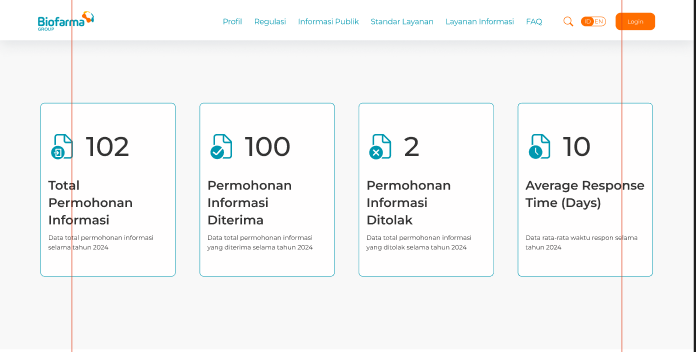 Biofarma
GROUP
Profil Regulasi Informasi Publik Standar Layanan Layanan Informasi FAQ
ID EN
Login
102
Total
Permohonan
Informasi
Data total permohonan informasi
selama tahun 2024
100
Permohonan
Informasi
Diterima
Data total permohonan informasi
yang diterima selama tahun 2024
2
Permohonan
Informasi
Ditolak
Data total permohonan informasi
yang ditolak selama tahun 2024
10
Average Response
Time (Days)
Data rata-rata waktu respon selama
tahun 2024